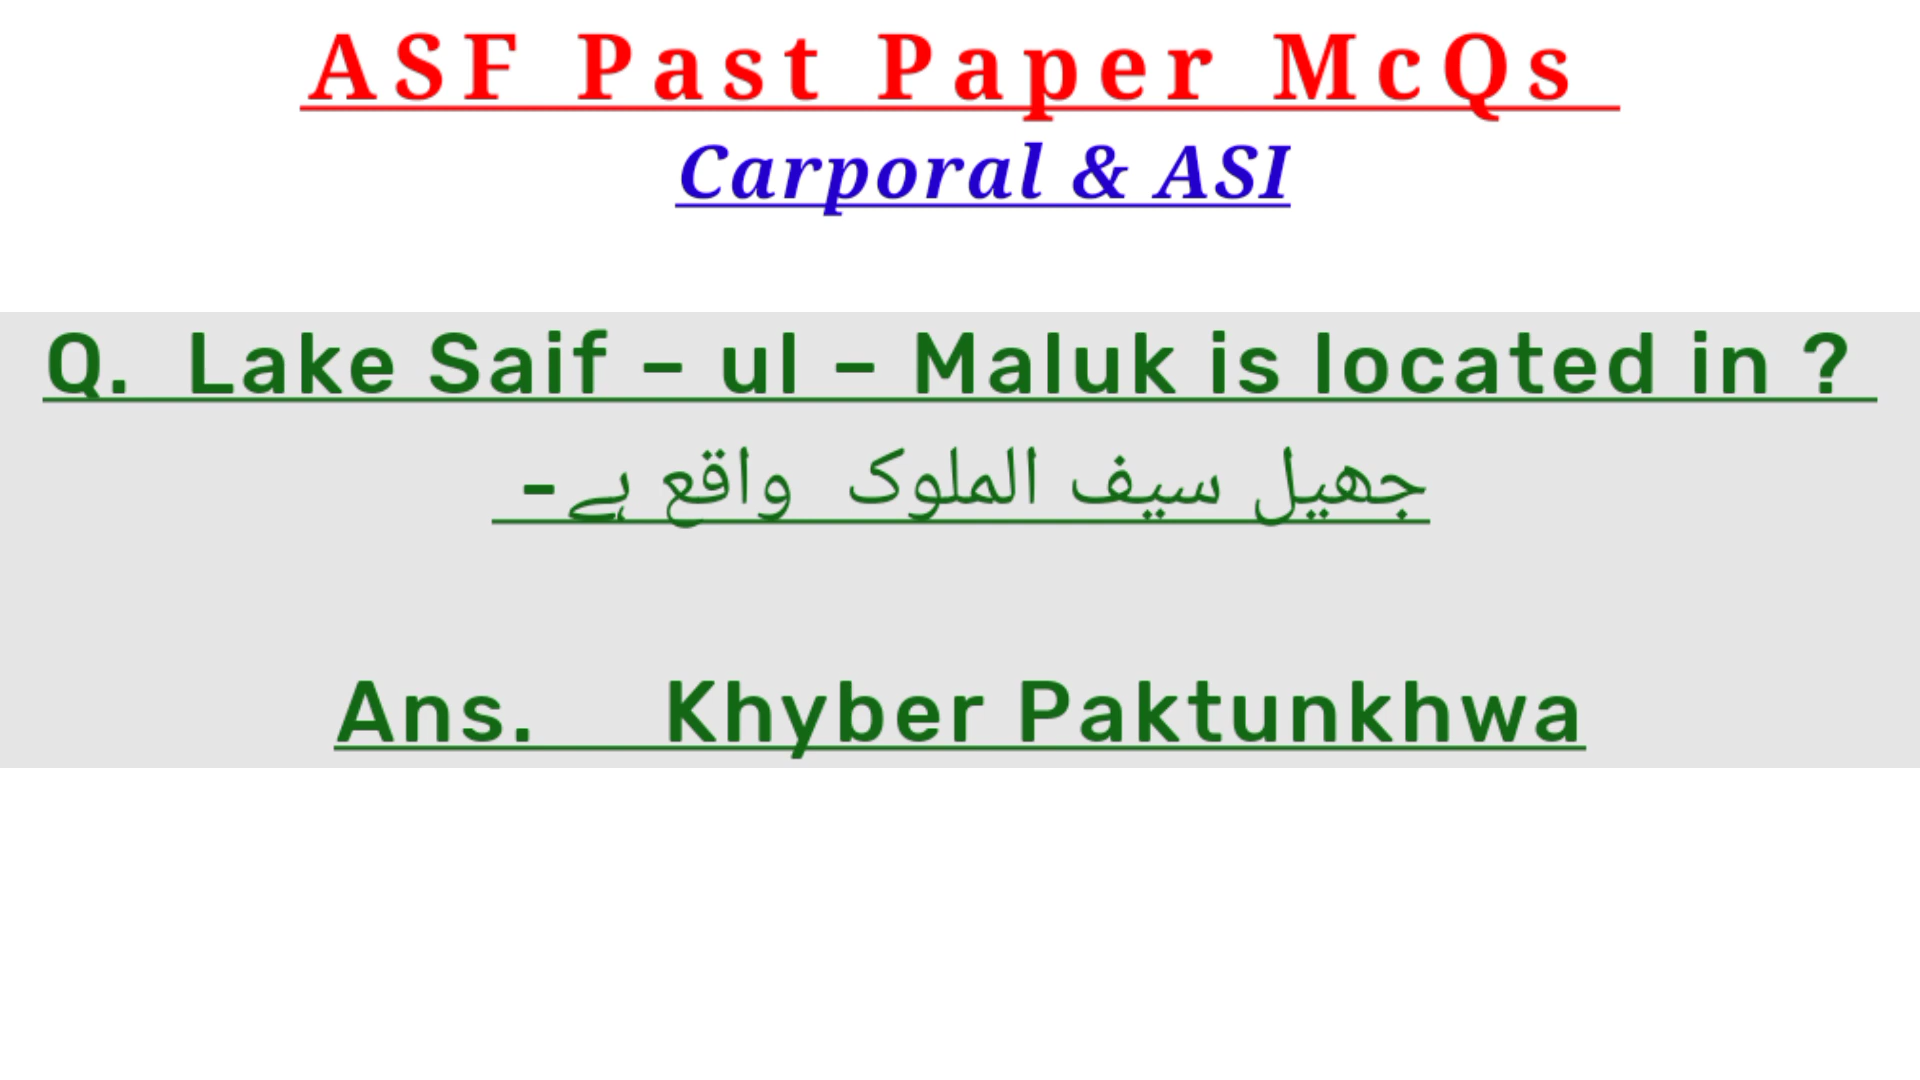 ASF Past Paper McQs
Carporal & ASI
Q. Lake Saif – ul – Maluk is located in ?
جھیل سیف الملوک واقع ہے-
Ans. Khyber Paktunkhwa